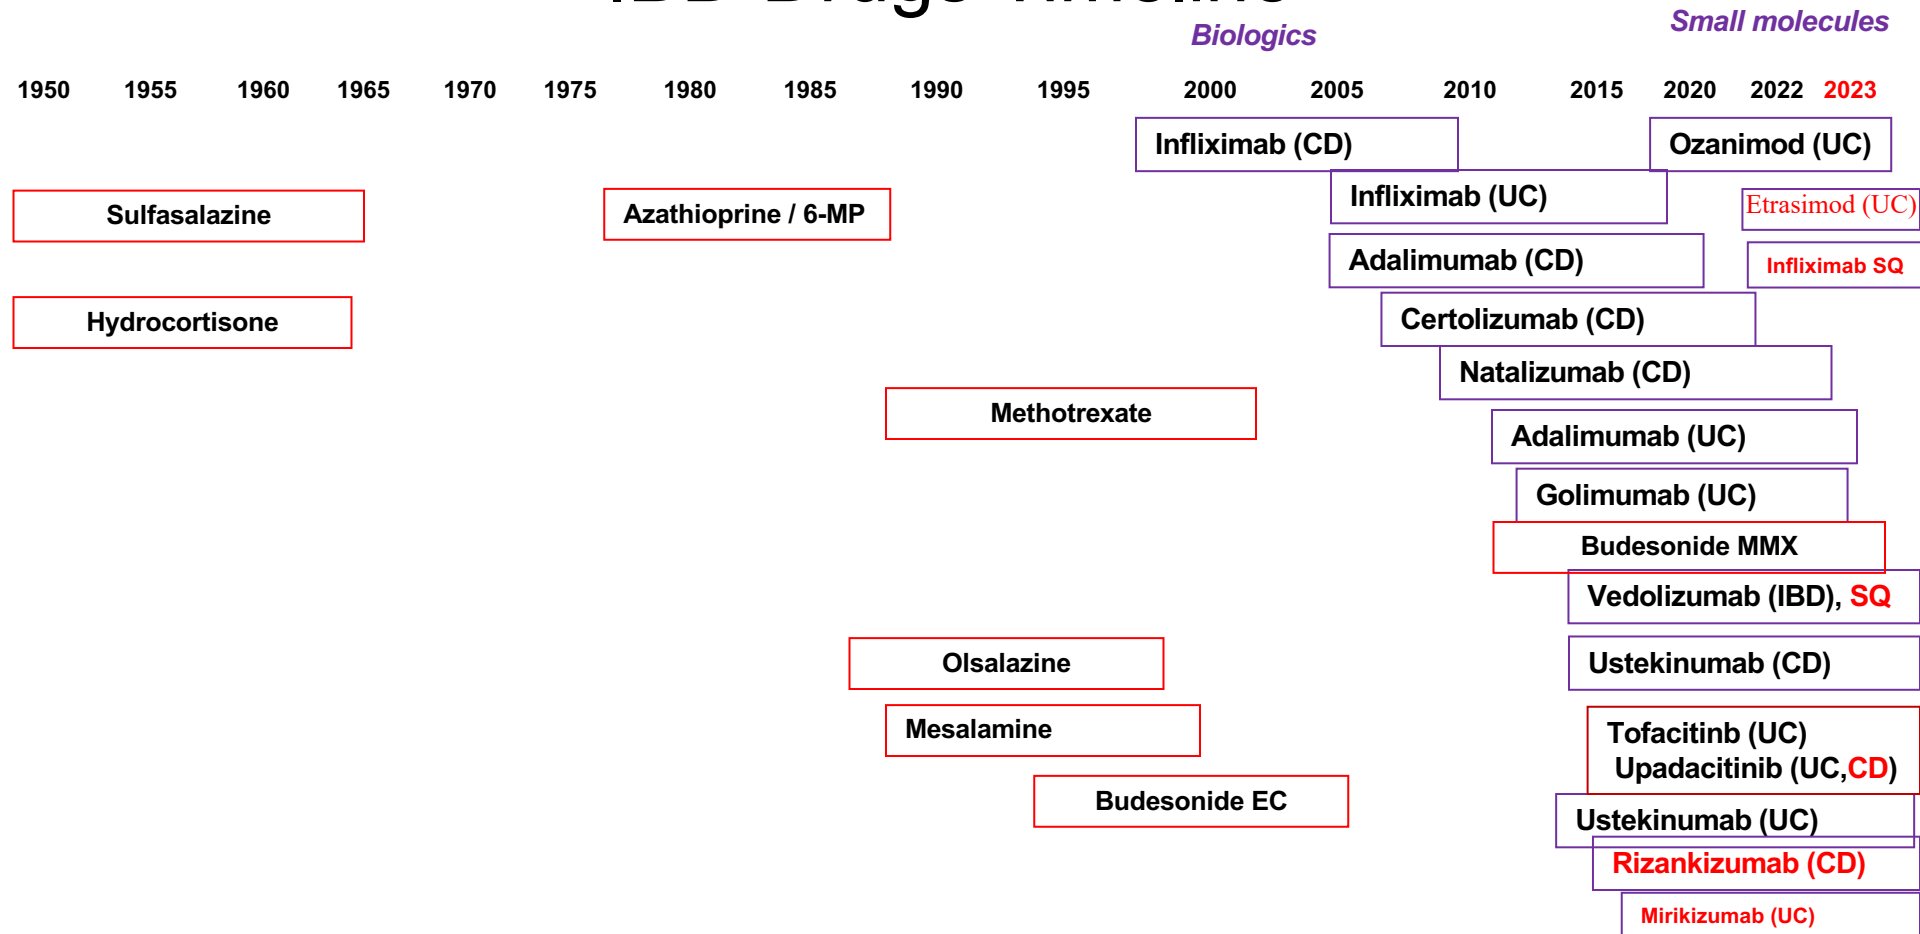 IBD Drugs Timeline
Biologics
Small molecules
1950 1955 1960 1965 1970 1975 1980 1985 1990 1995 2000 2005 2010 2015 2020 2022 2023
Infliximab (CD)
Ozanimod (UC)
Infliximab (UC)
Sulfasalazine
Azathioprine / 6-MP
Etrasimod (UC)
Adalimumab (CD)
Infliximab SQ
Hydrocortisone
Certolizumab (CD)
Natalizumab (CD)
Methotrexate
Adalimumab (UC)
Golimumab (UC)
Budesonide MMX
Vedolizumab (IBD), SQ
Olsalazine
Ustekinumab (CD)
Mesalamine
Tofacitinb (UC)
Upadacitinib (UC,CD)
Budesonide EC
Ustekinumab (UC)
Rizankizumab (CD)
Mirikizumab (UC)